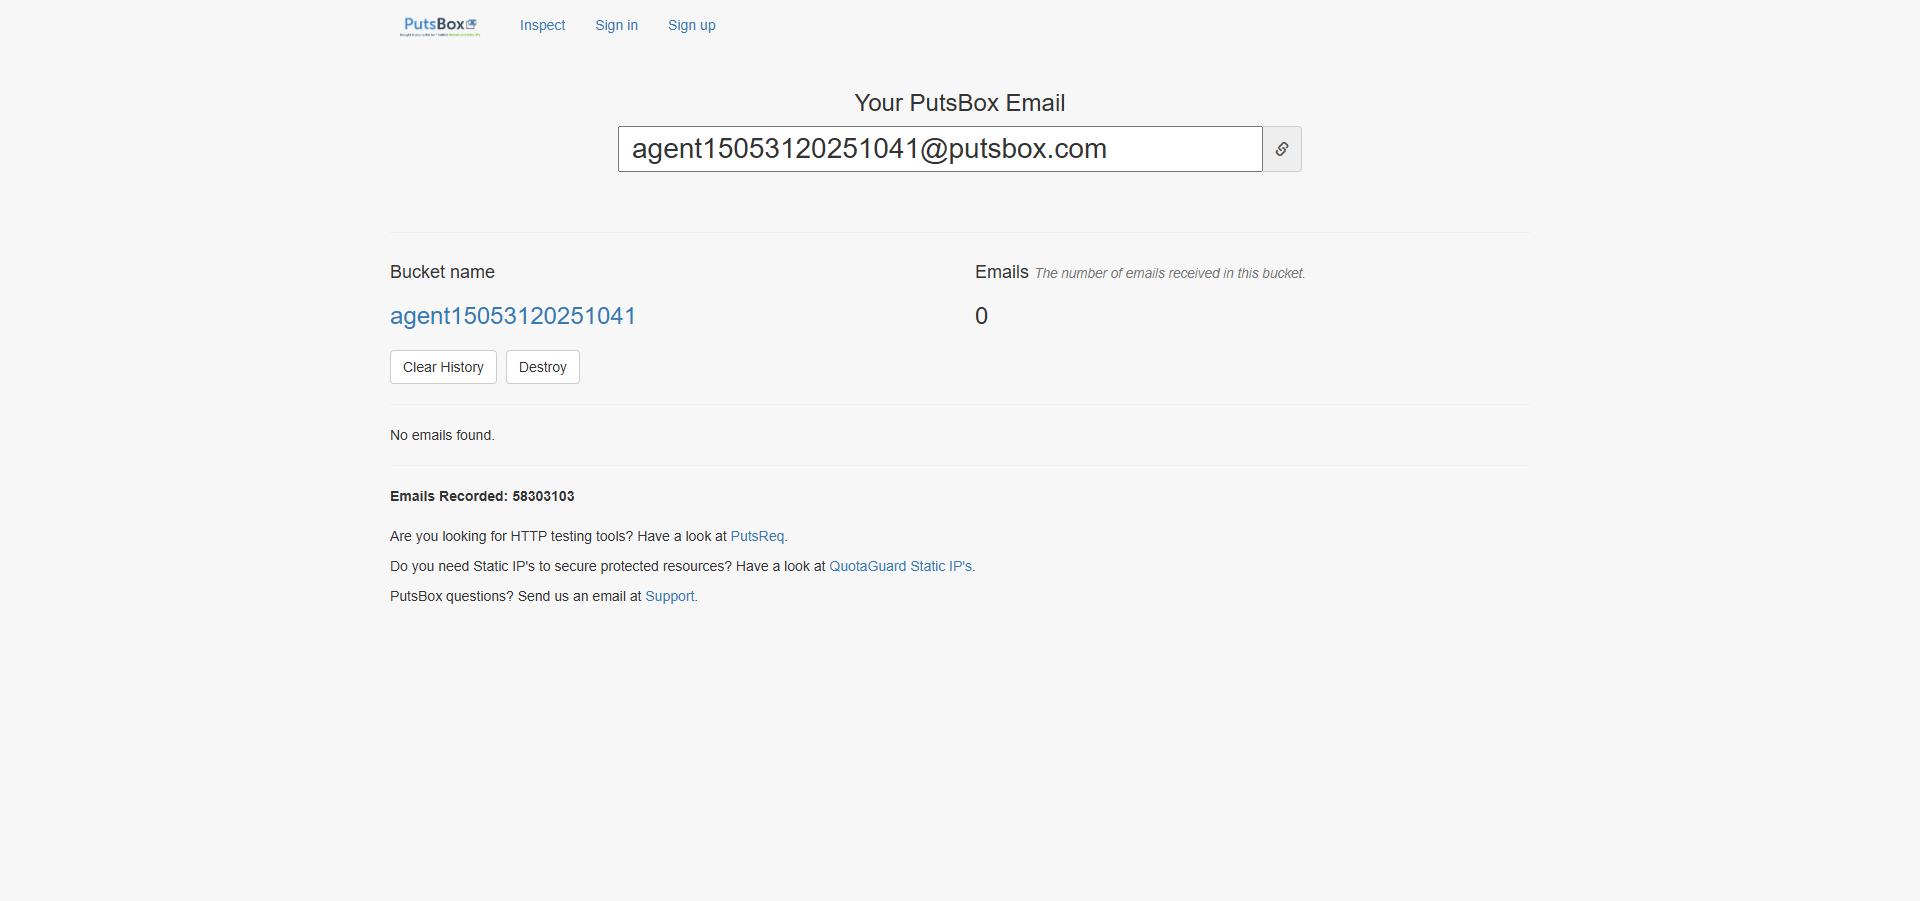 PutsBox
Inspect
Sign in
Sign up
Your PutsBox Email
agent15053120251041@putsbox.com
Bucket name
Emails The number of emails received in this bucket.
agent15053120251041
0
Clear History
Destroy
No emails found.
Emails Recorded: 58303103
Are you looking for HTTP testing tools? Have a look at PutsReq.
Do you need Static IP's to secure protected resources? Have a look at QuotaGuard Static IP's.
PutsBox questions? Send us an email at Support.